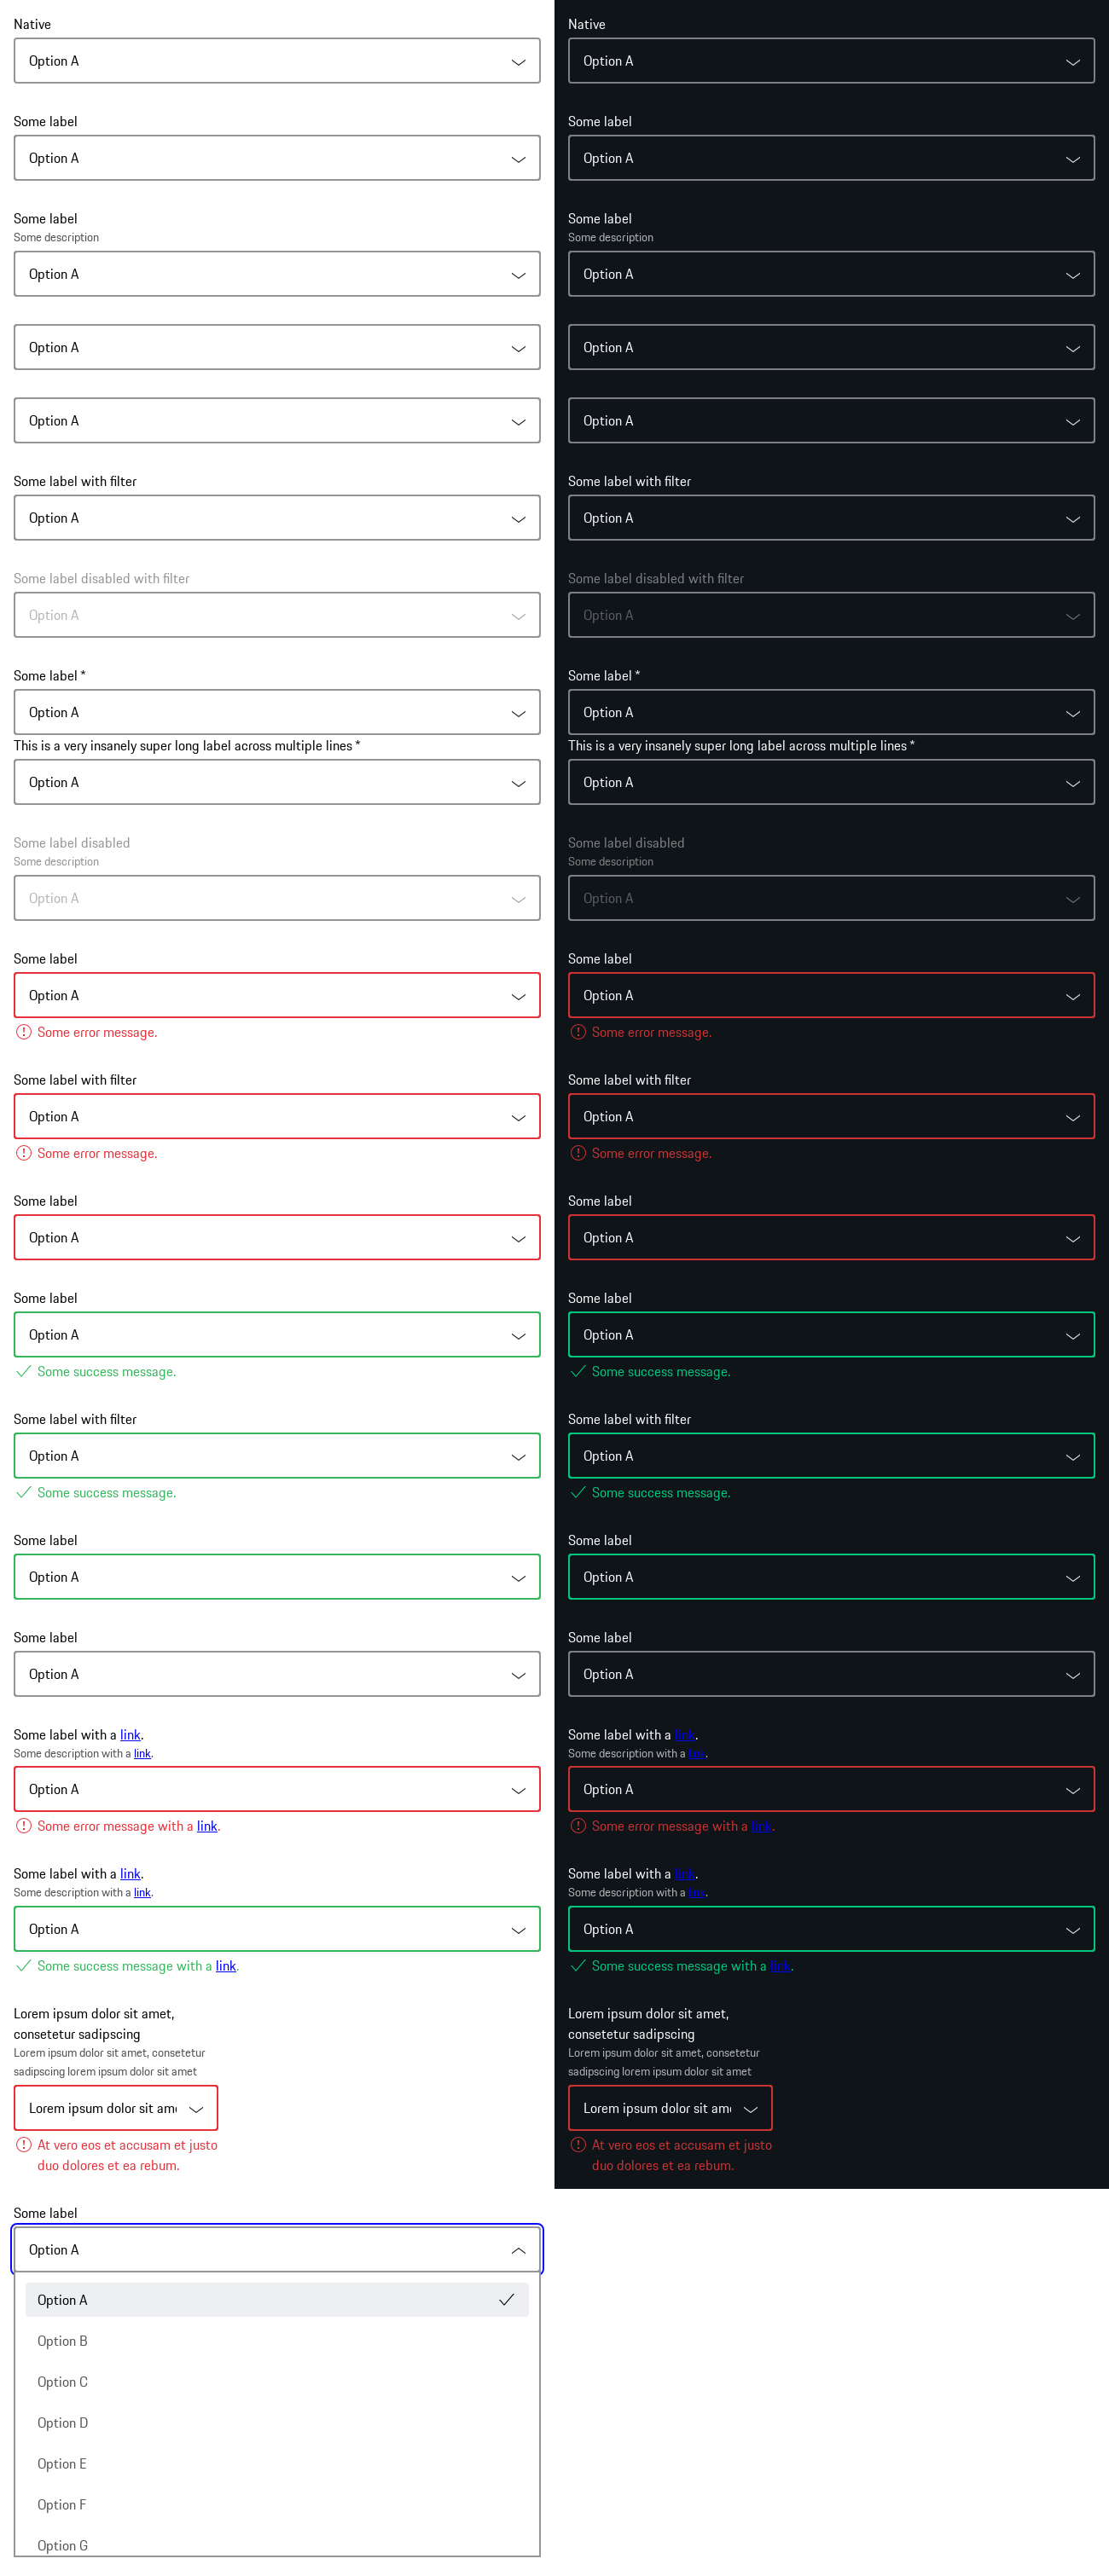 Native
Option A
Some label
Option A
Some label
Some description
Option A
Option A
Option A
Some label with filter
Option A
Some label disabled with filter
Option A
Some label *
Option A
This is a very insanely super long label across multiple lines *
Option A
Some label disabled
Some description
Option A
Some label
Option A
Some error message.
Some label with filter
Option A
Some error message.
Some label
Option A
Some label
Option A
Some success message.
Some label with filter
Option A
Some success message.
Some label
Option A
Some label
Option A
Some label with a link.
Some description with a link.
Option A
Some error message with a link.
Some label with a link.
Some description with a link.
Option A
Some success message with a link.
Lorem ipsum dolor sit amet,
consetetur sadipscing
Lorem ipsum dolor sit amet, consetetur
sadipscing lorem ipsum dolor sit amet
Lorem ipsum dolor sit ame
At vero eos et accusam et justo
duo dolores et ea rebum.
Some label
Option A
Option A
Option B
Option C
Option D
Option E
Option F
Option G
Native
Option A
Some label
Option A
Some label
Some description
Option A
Option A
Option A
Some label with filter
Option A
Some label disabled with filter
Option A
Some label *
Option A
This is a very insanely super long label across multiple lines *
Option A
Some label disabled
Some description
Option A
Some label
Option A
Some error message.
Some label with filter
Option A
Some error message.
Some label
Option A
Some label
Option A
Some success message.
Some label with filter
Option A
Some success message.
Some label
Option A
Some label
Option A
Some label with a link.
Some description with a link.
Option A
Some error message with a link.
Some label with a link.
Some description with a link.
Option A
Some success message with a link.
Lorem ipsum dolor sit amet,
consetetur sadipscing
Lorem ipsum dolor sit amet, consetetur
sadipscing lorem ipsum dolor sit amet
Lorem ipsum dolor sit ame
At vero eos et accusam et justo
duo dolores et ea rebum.